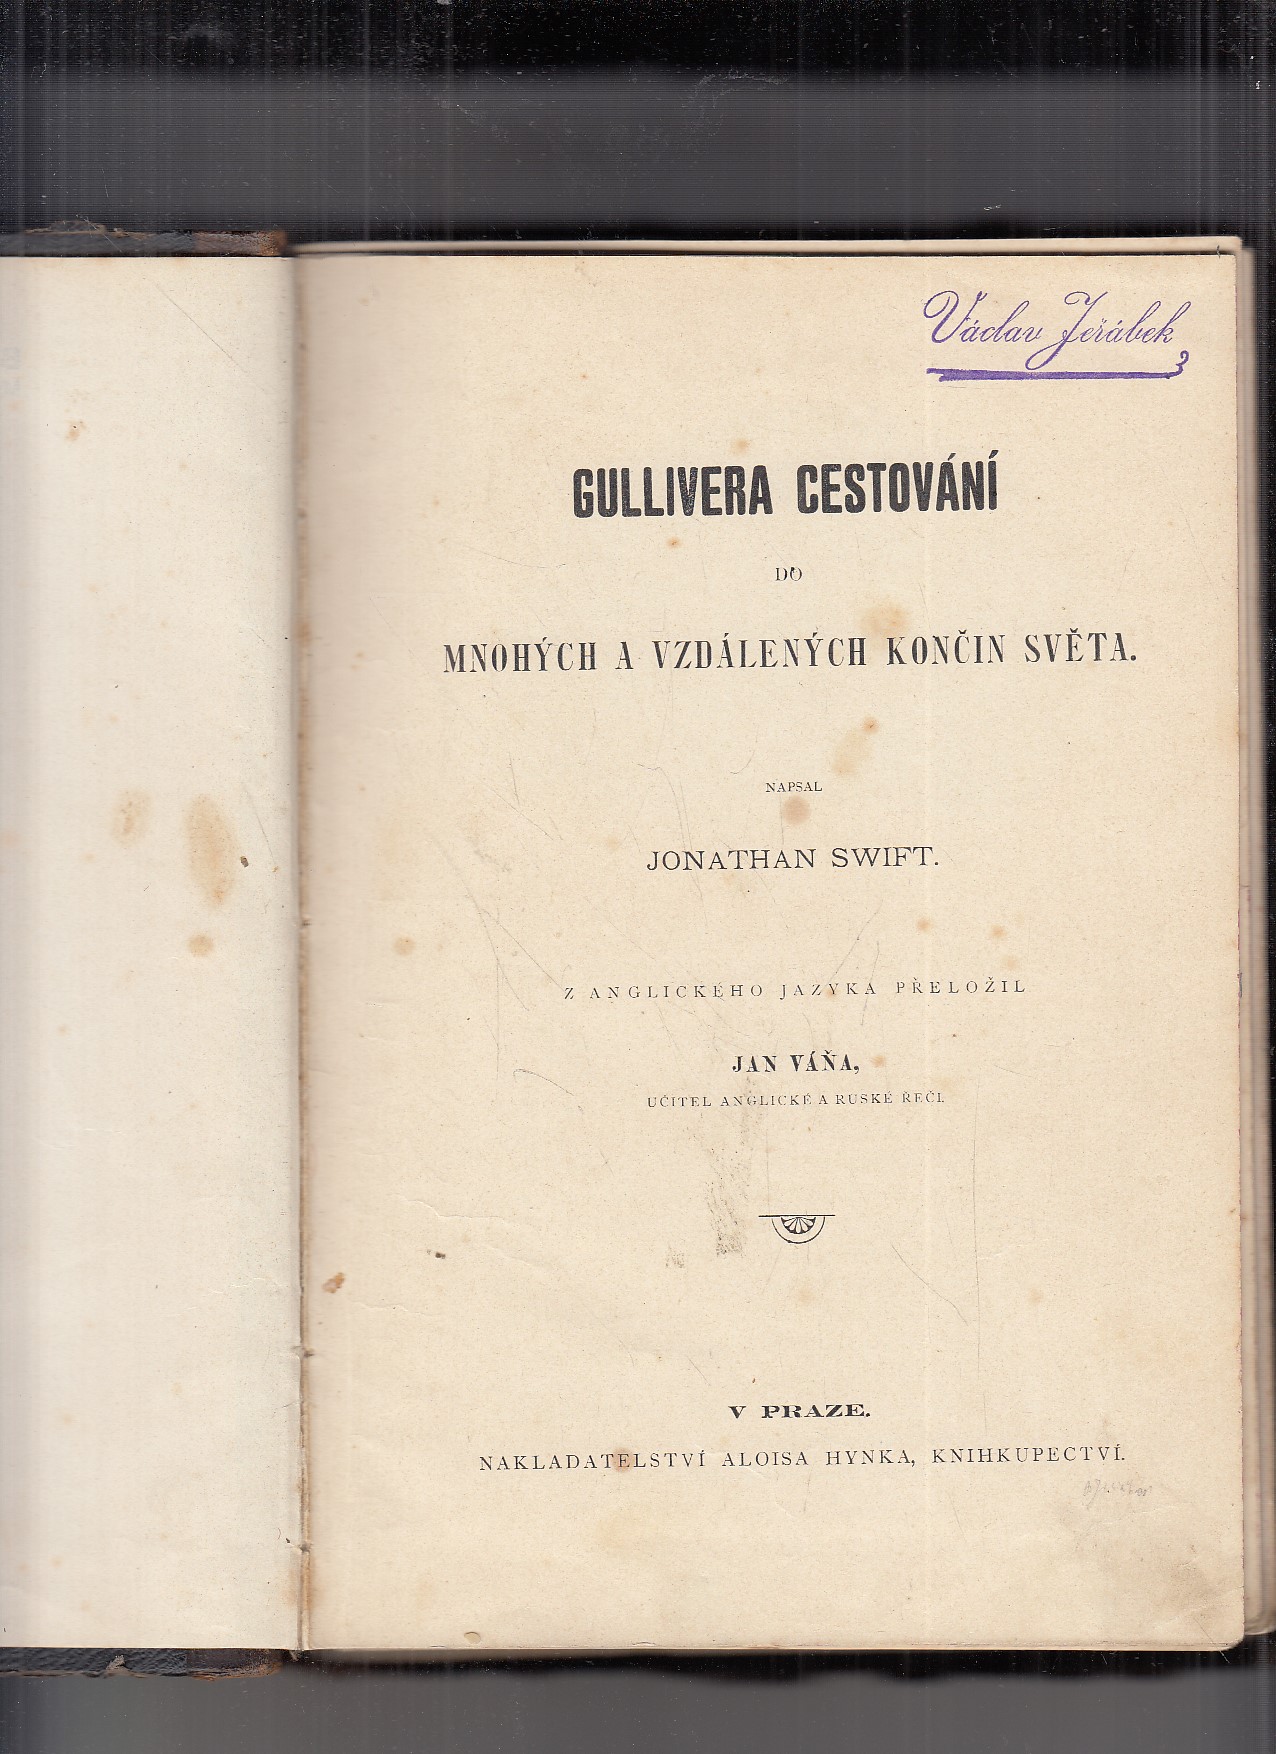 Václav Jeřábek
GULLIVERA CESTOVÁNÍ
DO
MNOHÝCH A VZDÁLENÝCH KONČIN SVĚTA.
NAPSAL
JONATHAN SWIFT.
Z ANGLICKÉHO JAZYKA PŘELOŽIL
JAN VÁŇA,
UČITEL ANGLICKÉ A RUSKÉ ŘEČI.
V PRAZE.
NAKLADATELSTVÍ ALOISA HYNKA, KNIHKUPECTVÍ.